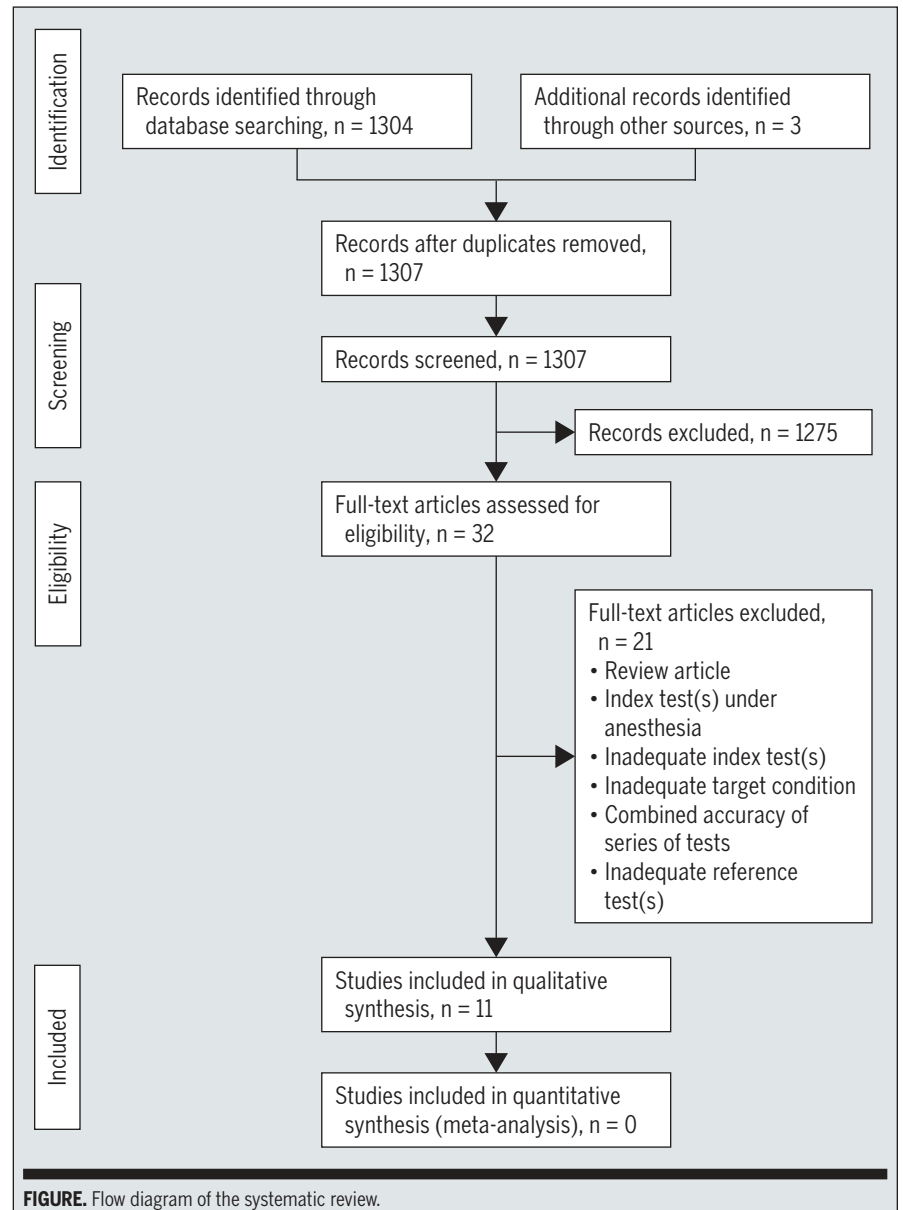 Identification
Records identified through
database searching, n = 1304
Additional records identified
through other sources, n = 3
Records after duplicates removed,
n = 1307
Screening
Records screened, n = 1307
Records excluded, n = 1275
Eligibility
Full-text articles assessed for
eligibility, n = 32
Full-text articles excluded,
n = 21
• Review article
• Index test(s) under
anesthesia
• Inadequate index test(s)
• Inadequate target condition
• Combined accuracy of
series of tests
• Inadequate reference
test(s)
Included
Studies included in qualitative
synthesis, n = 11
Studies included in quantitative
synthesis (meta-analysis), n = 0
FIGURE. Flow diagram of the systematic review.